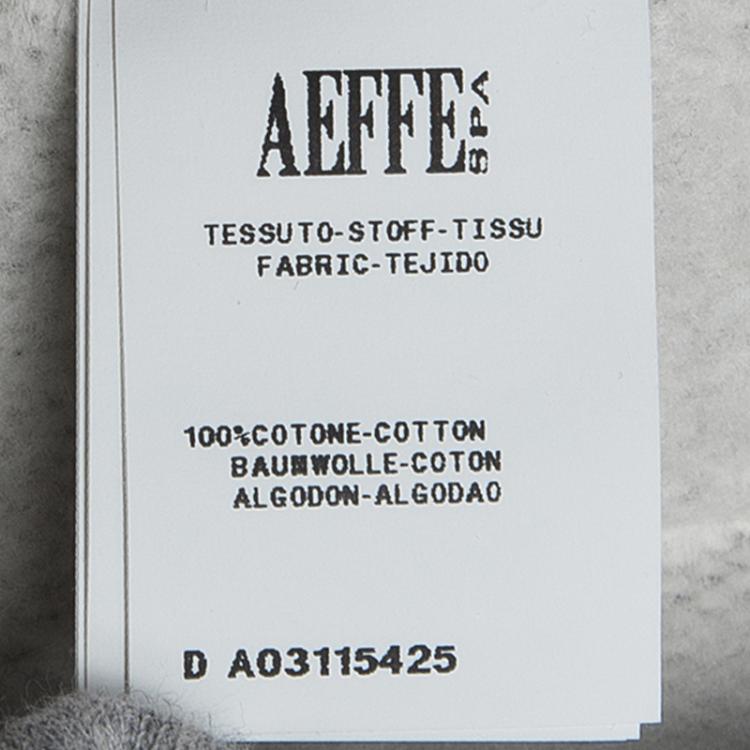 AEFFE SPA
TESSUTO-STOFF-TISSU
FABRIC-TEJIDO
100%COTONE-COTTON
BAUMWOLLE-COTON
ALGODON-ALGODAO
D A03115425